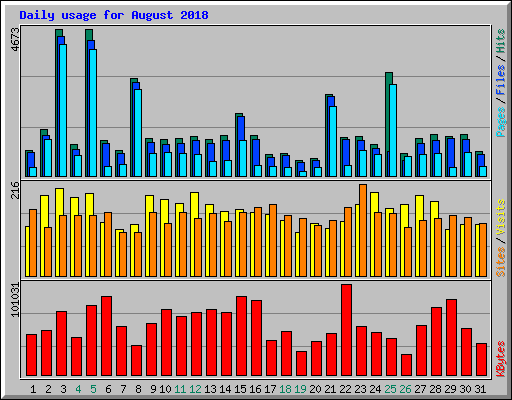 Daily usage for August 2018
4673
Pages / Files / Hits
216
Sites / Visits
101031
KBytes
1 2 3 4 5 6 7 8 9 10 11 12 13 14 15 16 17 18 19 20 21 22 23 24 25 26 27 28 29 30 31